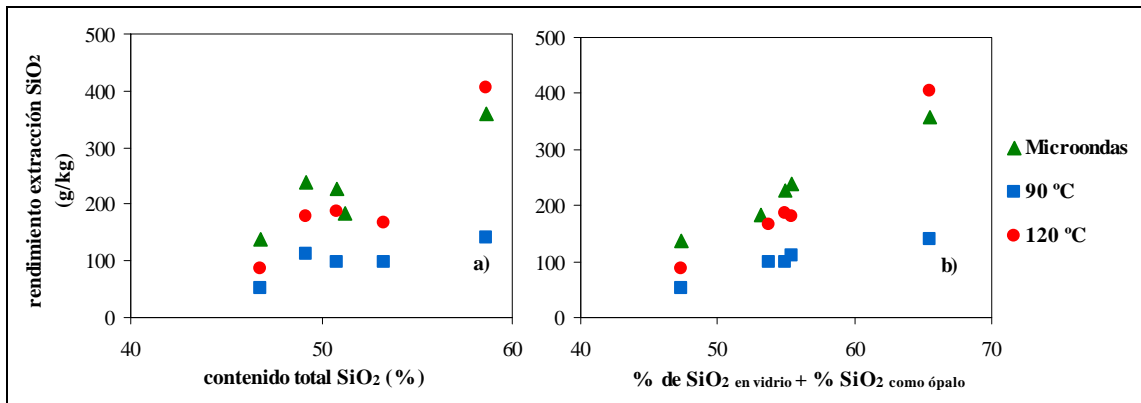 rendimiento extracción SiO₂
(g/kg)
500
400
300
200
100
0
40
50
60
contenido total SiO₂ (%)
a)
500
400
300
200
100
0
40
50
60
70
% de SiO₂ en vidrio + % SiO₂ como ópalo
b)
Microondas
90 ºC
120 ºC